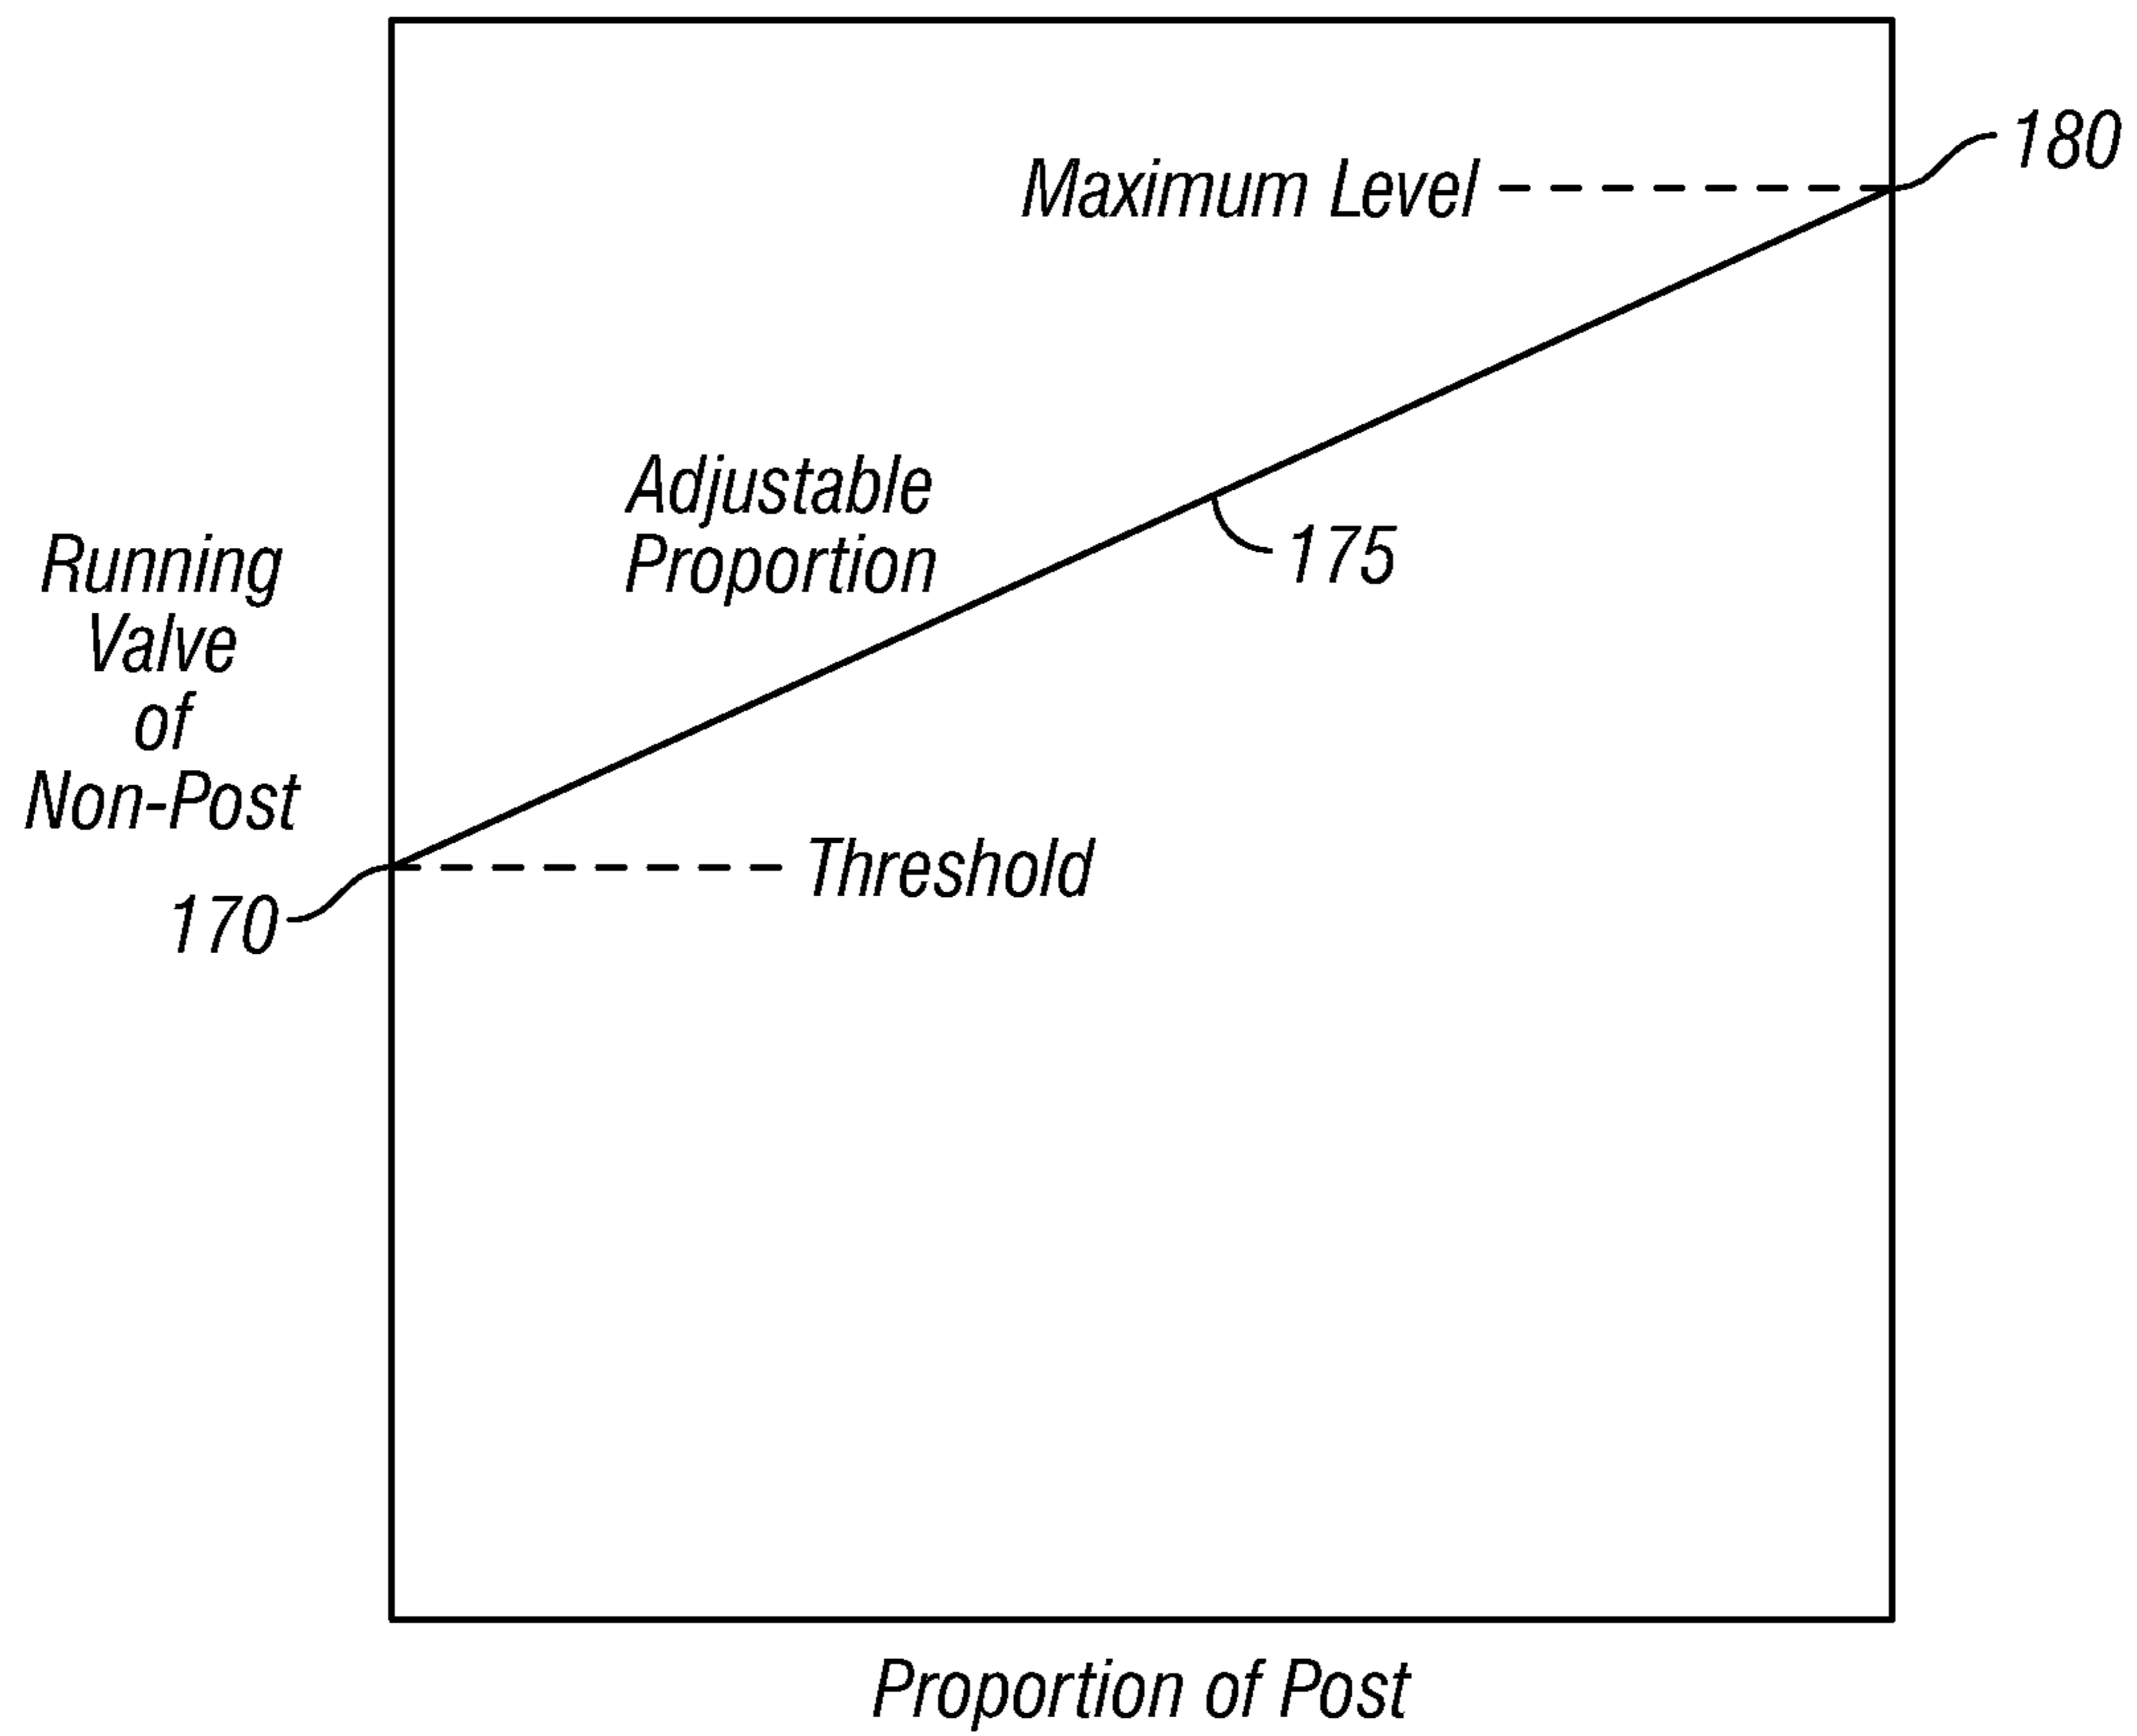 180
Maximum Level
Adjustable
Proportion
175
Running
Valve
of
Non-Post
Threshold
170
Proportion of Post